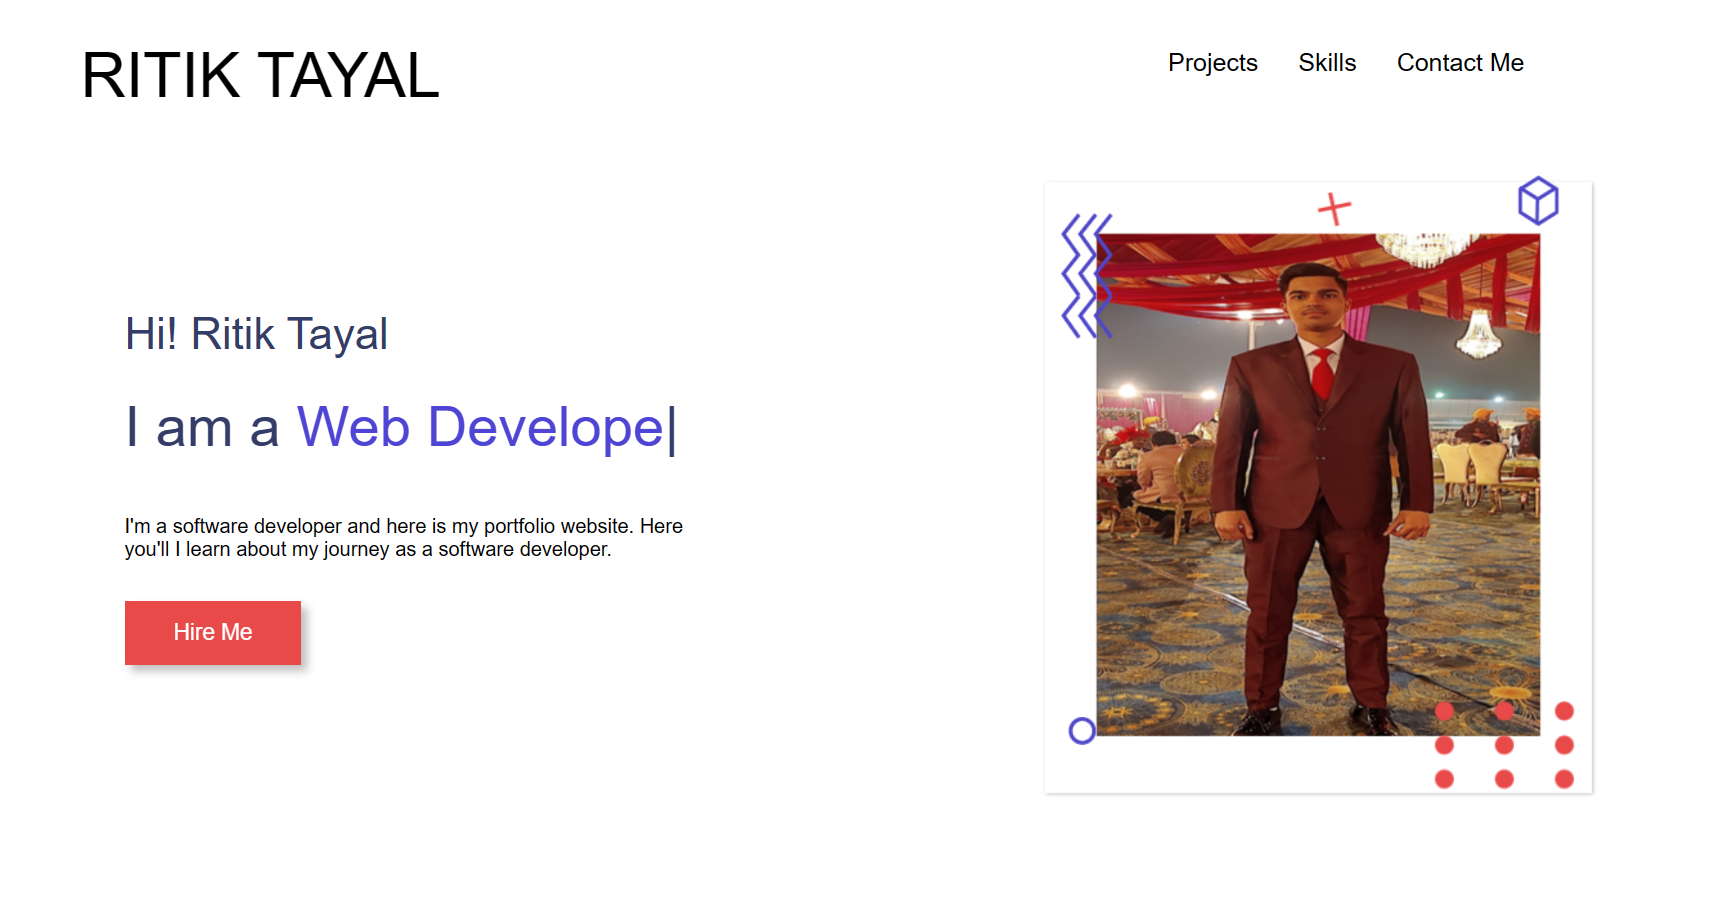 RITIK TAYAL
Projects Skills Contact Me
Hi! Ritik Tayal
I am a Web Develope|
I'm a software developer and here is my portfolio website. Here
you'll I learn about my journey as a software developer.
Hire Me